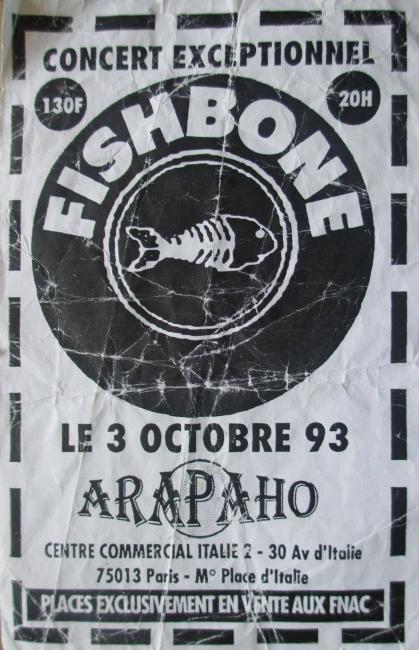 CONCERT EXCEPTIONNEL
130F
20H
FISHBONE
LE 3 OCTOBRE 93
ARAPAHO
CENTRE COMMERCIAL ITALIE 2 - 30 Av d'Italie
75013 Paris - M° Place d'Italie
PLACES EXCLUSIVEMENT EN VENTE AUX FNAC